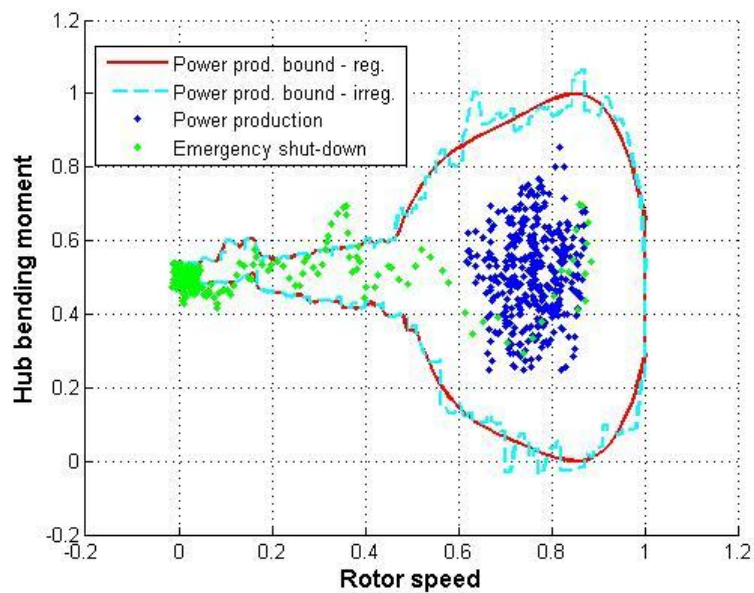 1.2
1
0.8
0.6
0.4
0.2
0
-0.2
Hub bending moment
Power prod. bound - reg.
Power prod. bound - irreg.
Power production
Emergency shut-down
-0.2 0 0.2 0.4 0.6 0.8 1 1.2
Rotor speed